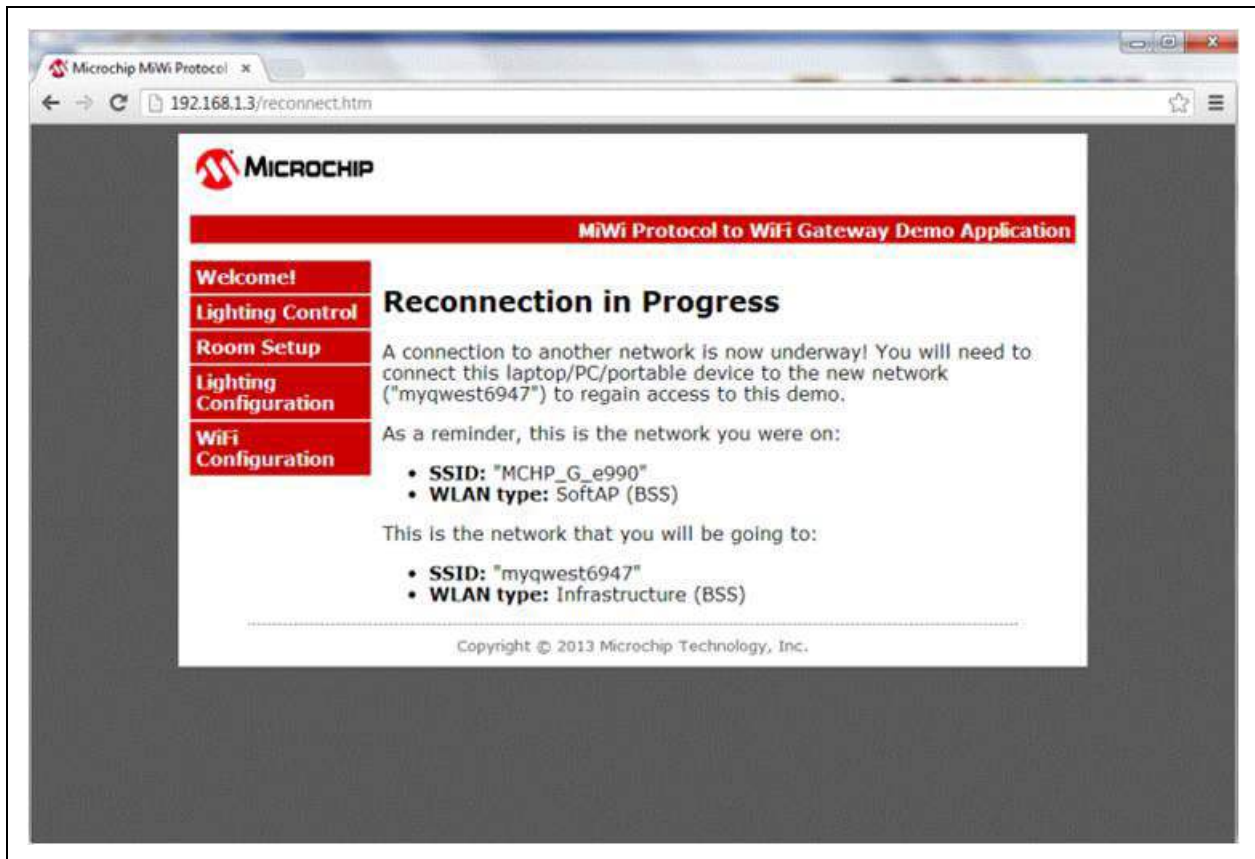 Microchip MiWi Protocol
192.168.1.3/reconnect.htm
MICROCHIP
MiWi Protocol to WiFi Gateway Demo Application
Welcome!
Lighting Control
Room Setup
Lighting
Configuration
WiFi
Configuration
Reconnection in Progress
A connection to another network is now underway! You will need to
connect this laptop/PC/portable device to the new network
("myqwest6947") to regain access to this demo.
As a reminder, this is the network you were on:
• SSID: "MCHP_G_e990"
• WLAN type: SoftAP (BSS)
This is the network that you will be going to:
• SSID: "myqwest6947"
• WLAN type: Infrastructure (BSS)
Copyright © 2013 Microchip Technology, Inc.